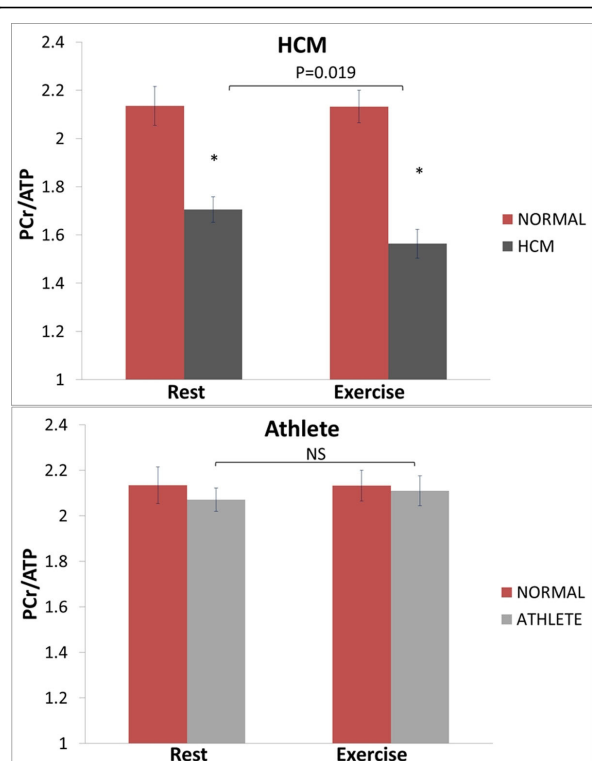 HCM
P=0.019
2.4
2.2
2
1.8
1.6
1.4
1.2
1
PCr/ATP
*
*
NORMAL
HCM
Rest Exercise
Athlete
NS
2.4
2.2
2
1.8
1.6
1.4
1.2
1
PCr/ATP
NORMAL
ATHLETE
Rest Exercise